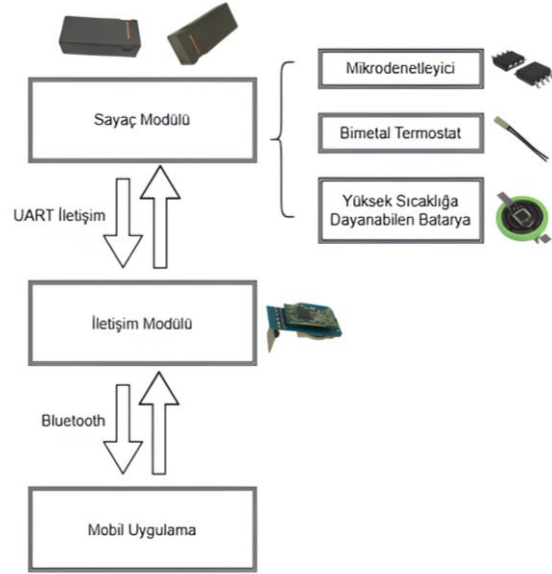 Sayaç Modülü
Mikrodenetleyici
Bimetal Termostat
Yüksek Sıcaklığa
Dayanabilen Batarya
UART İletişim
İletişim Modülü
Bluetooth
Mobil Uygulama